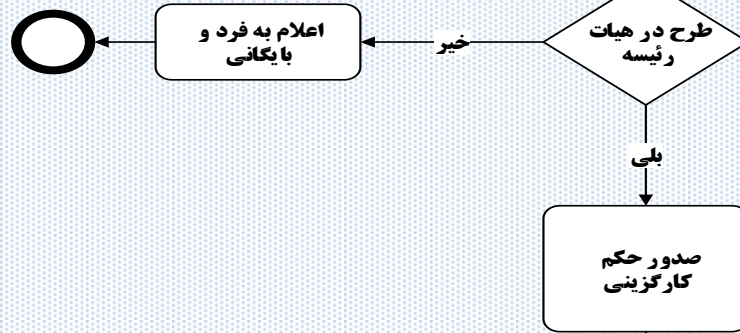 طرح در هیات
رئیسه
خیر
اعلام به فرد و
بایگانی
بلی
صدور حکم
کارگزینی